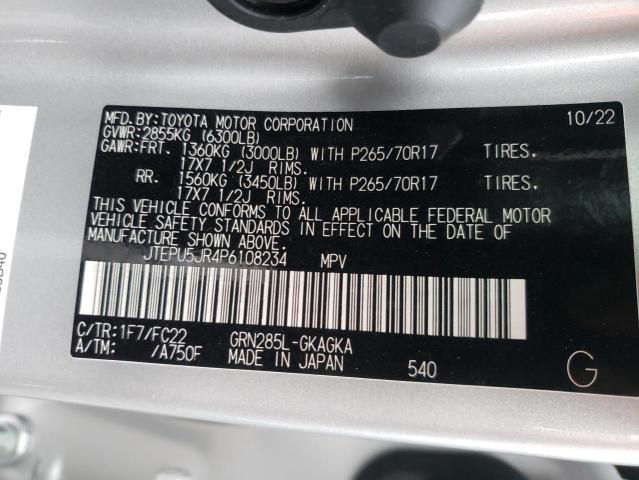 MFD.BY:TOYOTA MOTOR CORPORATION 10/22
GVWR:2855KG (6300LB)
GAWR:FRT. 1360KG (3000LB) WITH P265/70R17 TIRES.
17X7 1/2J RIMS.
RR. 1560KG (3450LB) WITH P265/70R17 TIRES.
17X7 1/2J RIMS.
THIS VEHICLE CONFORMS TO ALL APPLICABLE FEDERAL MOTOR
VEHICLE SAFETY STANDARDS IN EFFECT ON THE DATE OF
MANUFACTURE SHOWN ABOVE.
JTEPU5JR4P6108234 MPV
C/TR:1F7/FC22 GRN285L-GKAGKA
A/TM: /A750F MADE IN JAPAN 540 G